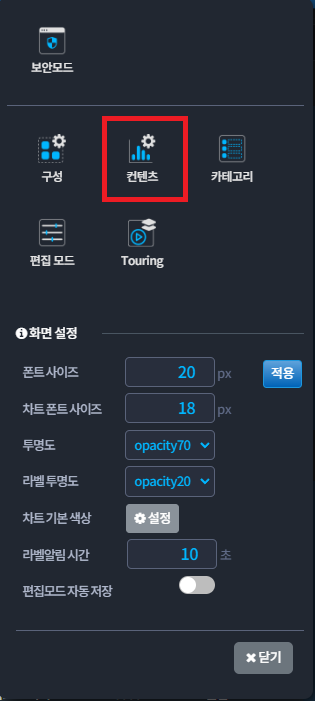 보안모드
구성 컨텐츠 카테고리
편집 모드 Touring
화면 설정
폰트 사이즈 20 px 적용
차트 폰트 사이즈 18 px
투명도 opacity70
라벨 투명도 opacity20
차트 기본 색상 설정
라벨알림 시간 10 초
편집모드 자동 저장
닫기